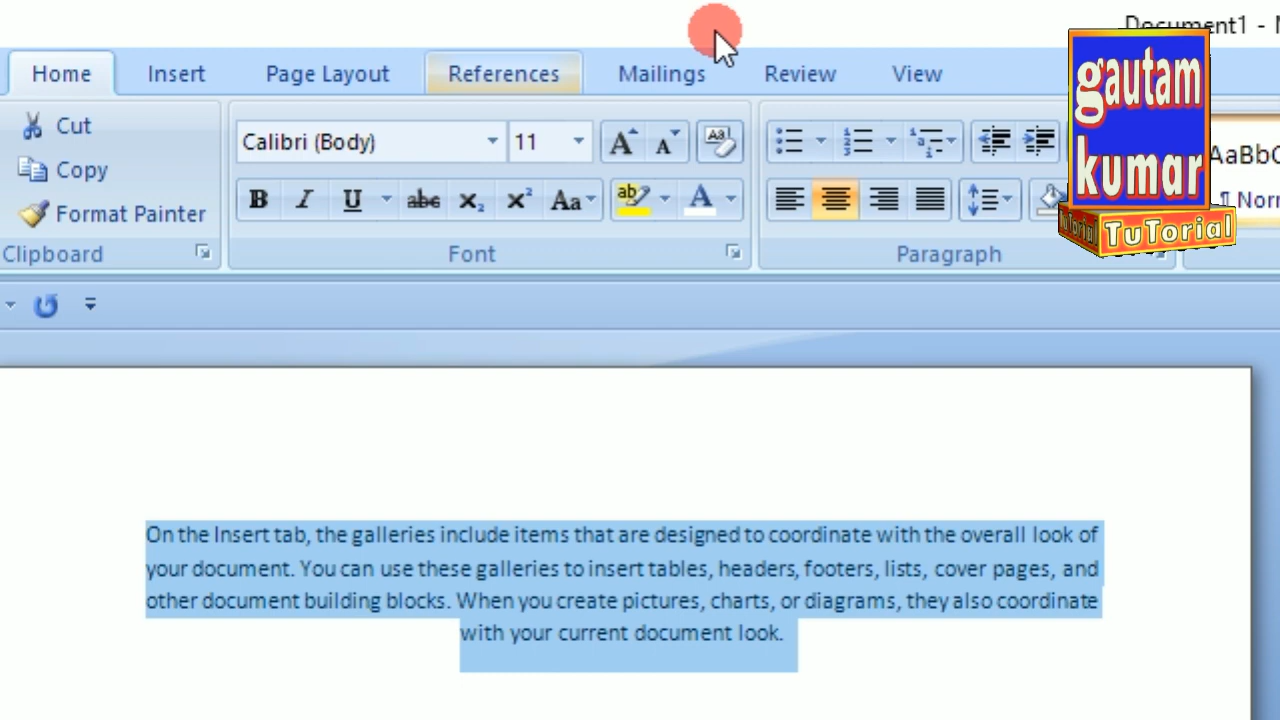 Document1 -
Home Insert Page Layout References Mailings Review View
Cut
Copy
Format Painter
Clipboard
Calibri (Body) 11
Font
Paragraph
AaBbC
gautam
kumar
TuTorial
TuTorial
On the Insert tab, the galleries include items that are designed to coordinate with the overall look of
your document. You can use these galleries to insert tables, headers, footers, lists, cover pages, and
other document building blocks. When you create pictures, charts, or diagrams, they also coordinate
with your current document look.